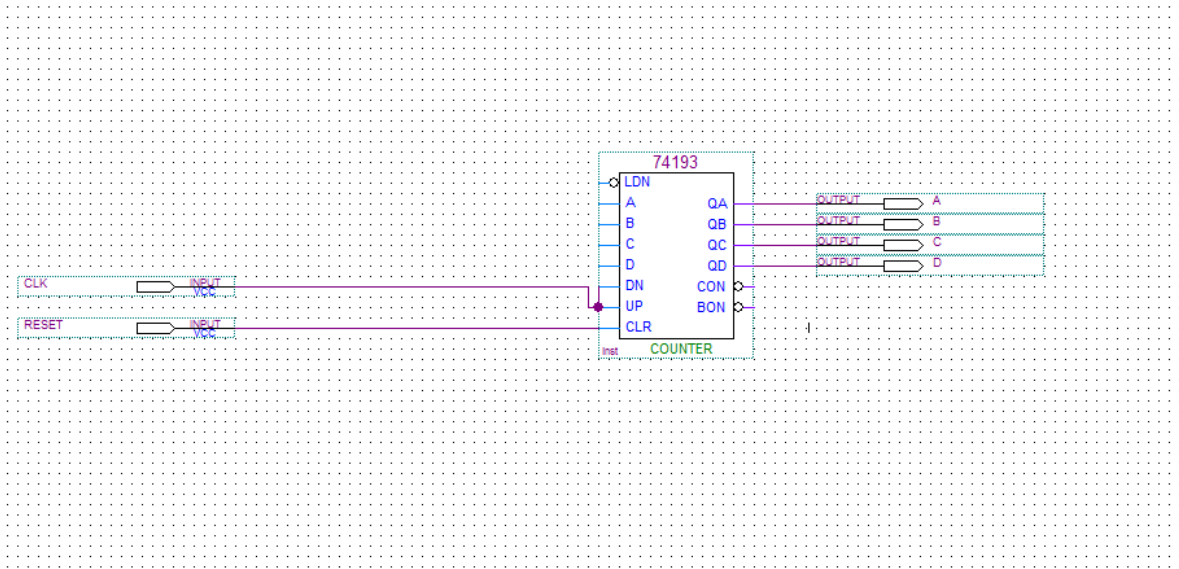 74193
LDN
A QA
B QB
C QC
D QD
DN CON
UP BON
CLR
inst COUNTER
OUTPUT A
OUTPUT B
OUTPUT C
OUTPUT D
CLK INPUT
VCC
RESET INPUT
VCC